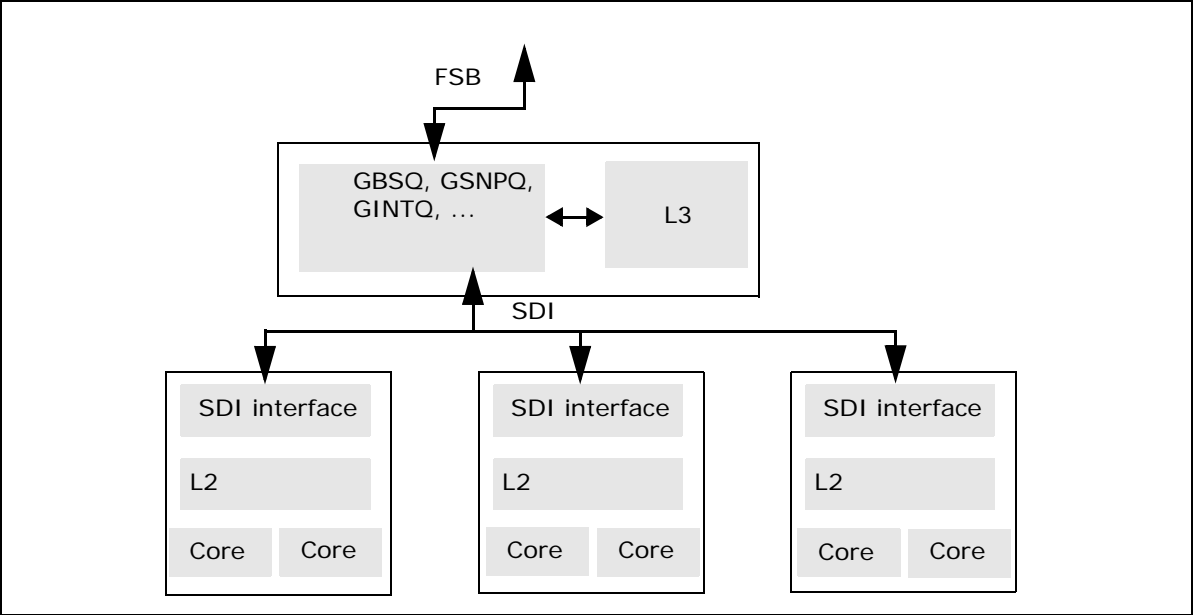 FSB
GBSQ, GSNPQ,
GINTQ, ...
L3
SDI
SDI interface
SDI interface
SDI interface
L2
L2
L2
Core
Core
Core
Core
Core
Core